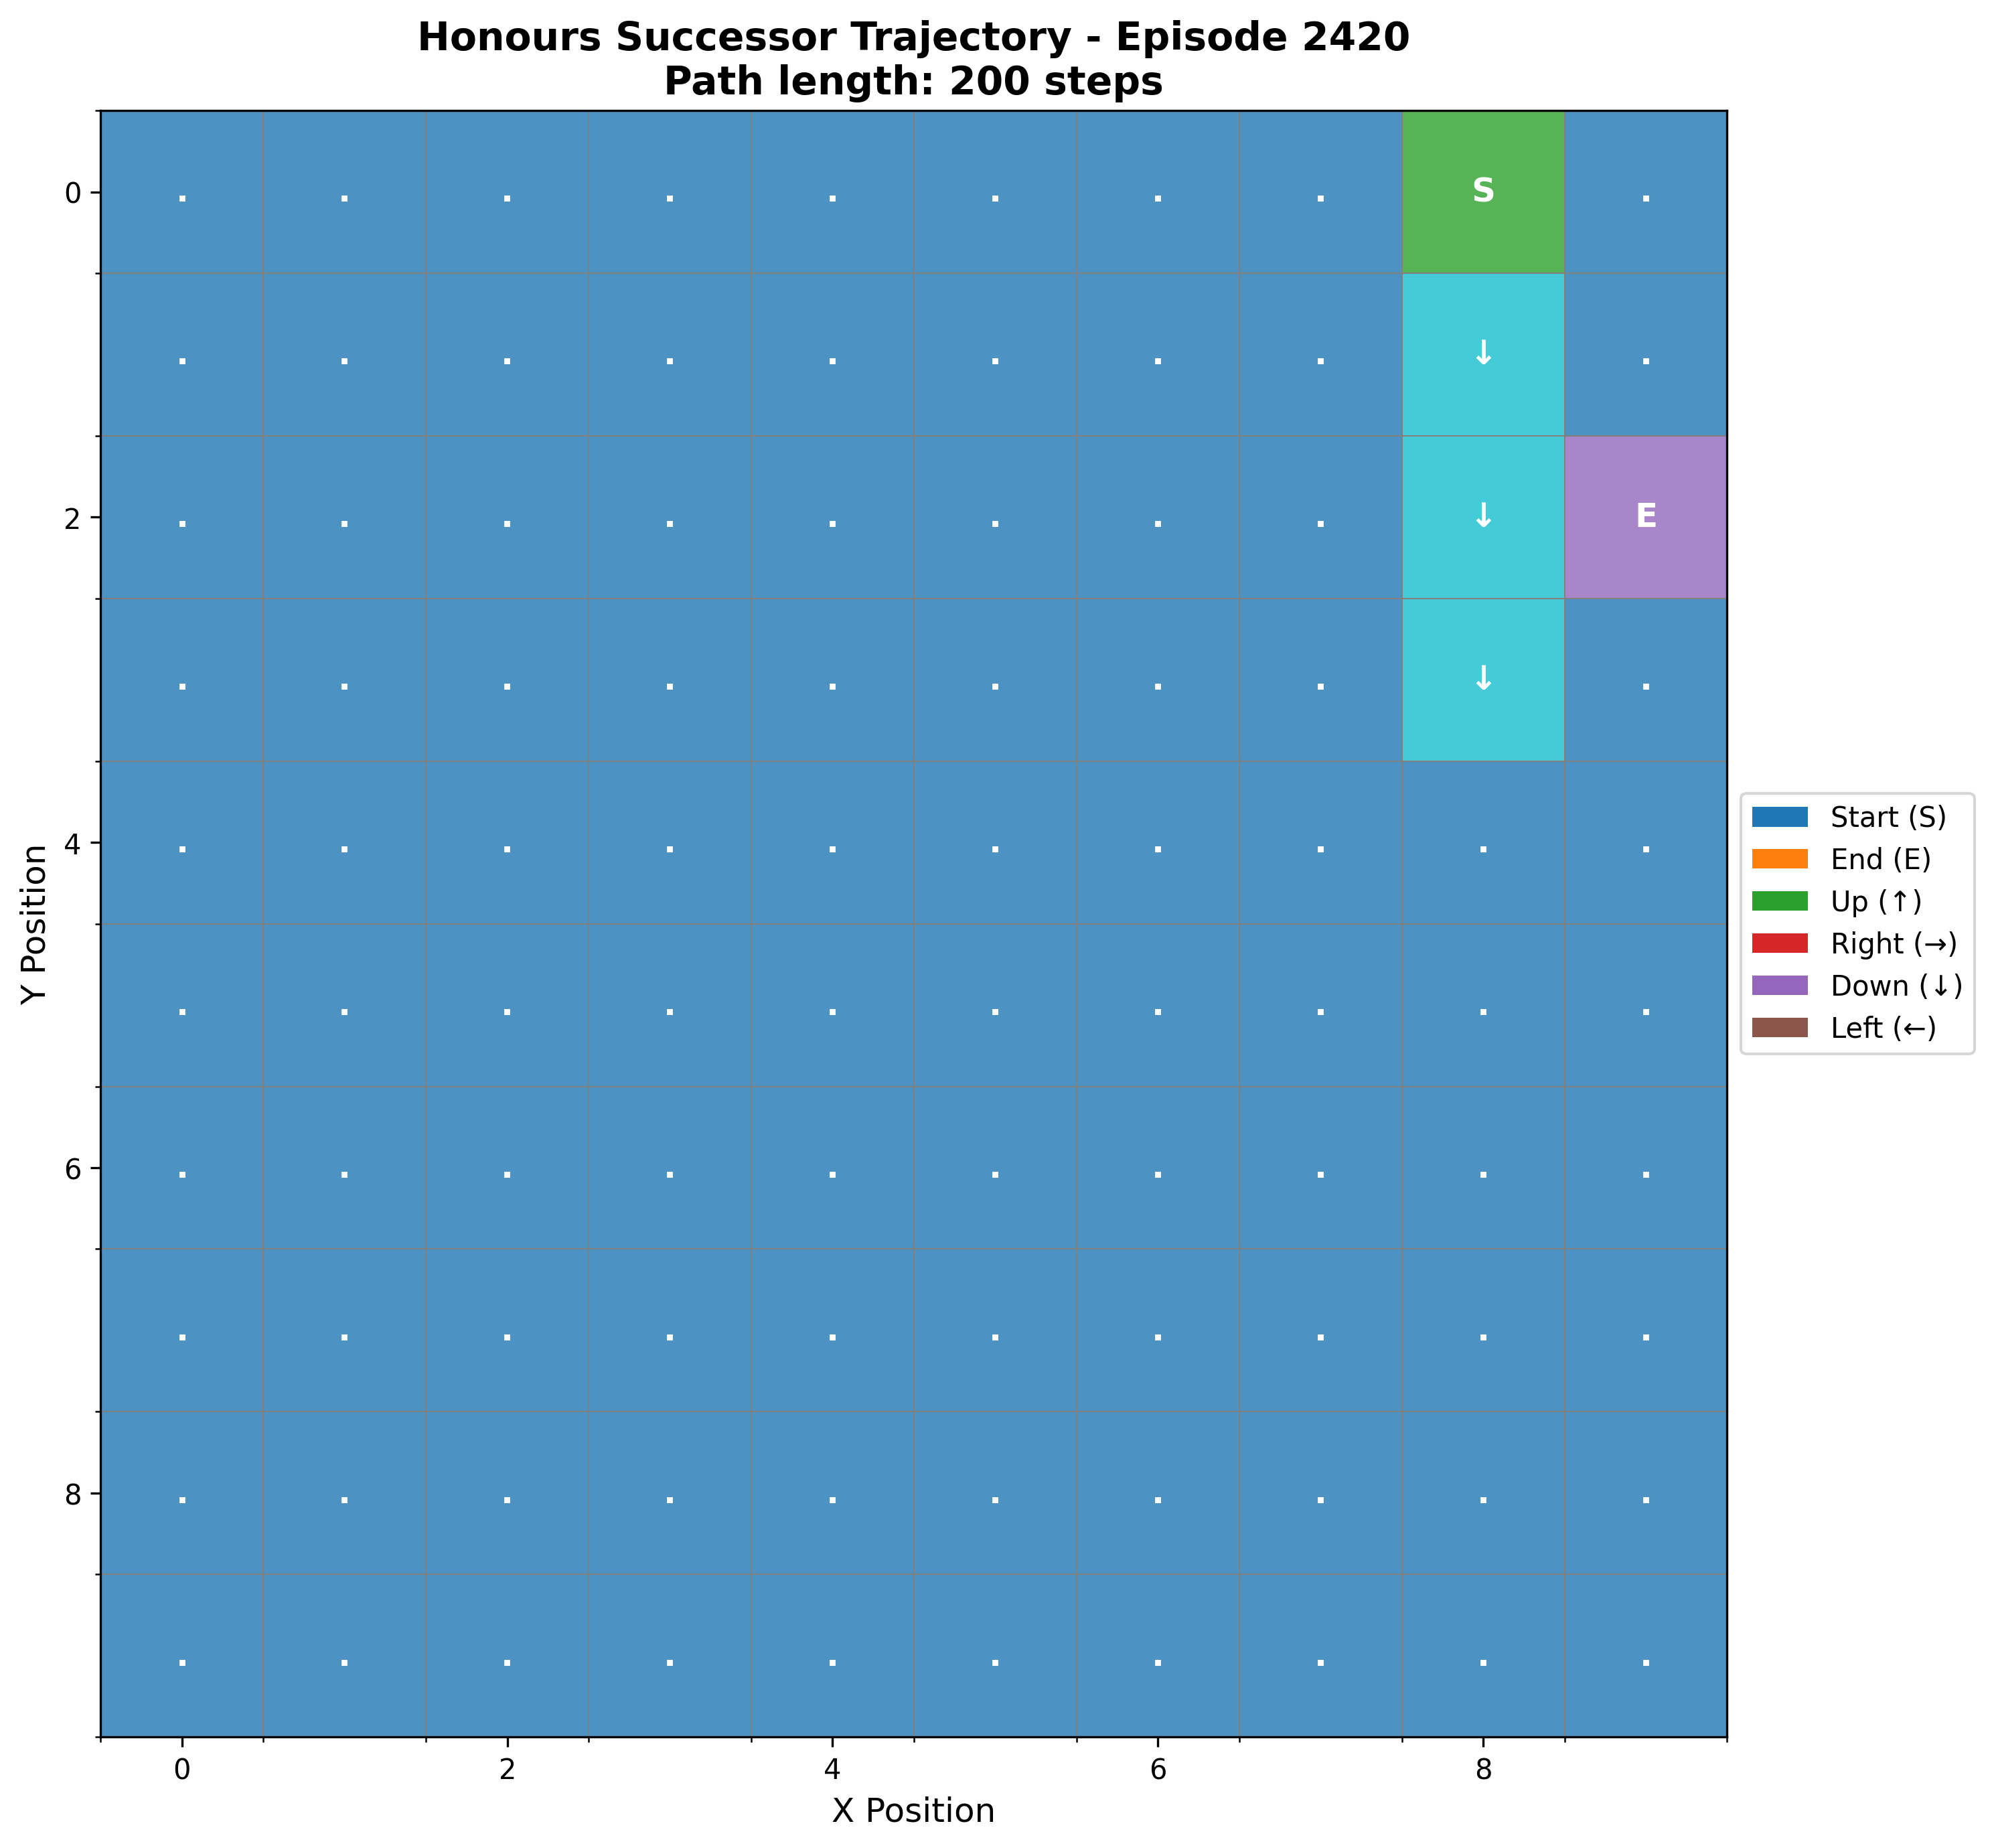 Honours Successor Trajectory - Episode 2420
Path length: 200 steps
0 . . . . . . . . S .
. . . . . . . . ↓ .
2 . . . . . . . . ↓ E
. . . . . . . . ↓ .
4 . . . . . . . . . .
. . . . . . . . . .
6 . . . . . . . . . .
. . . . . . . . . .
8 . . . . . . . . . .
. . . . . . . . . .
0 2 4 6 8
X Position
Y Position
Start (S)
End (E)
Up (↑)
Right (→)
Down (↓)
Left (←)